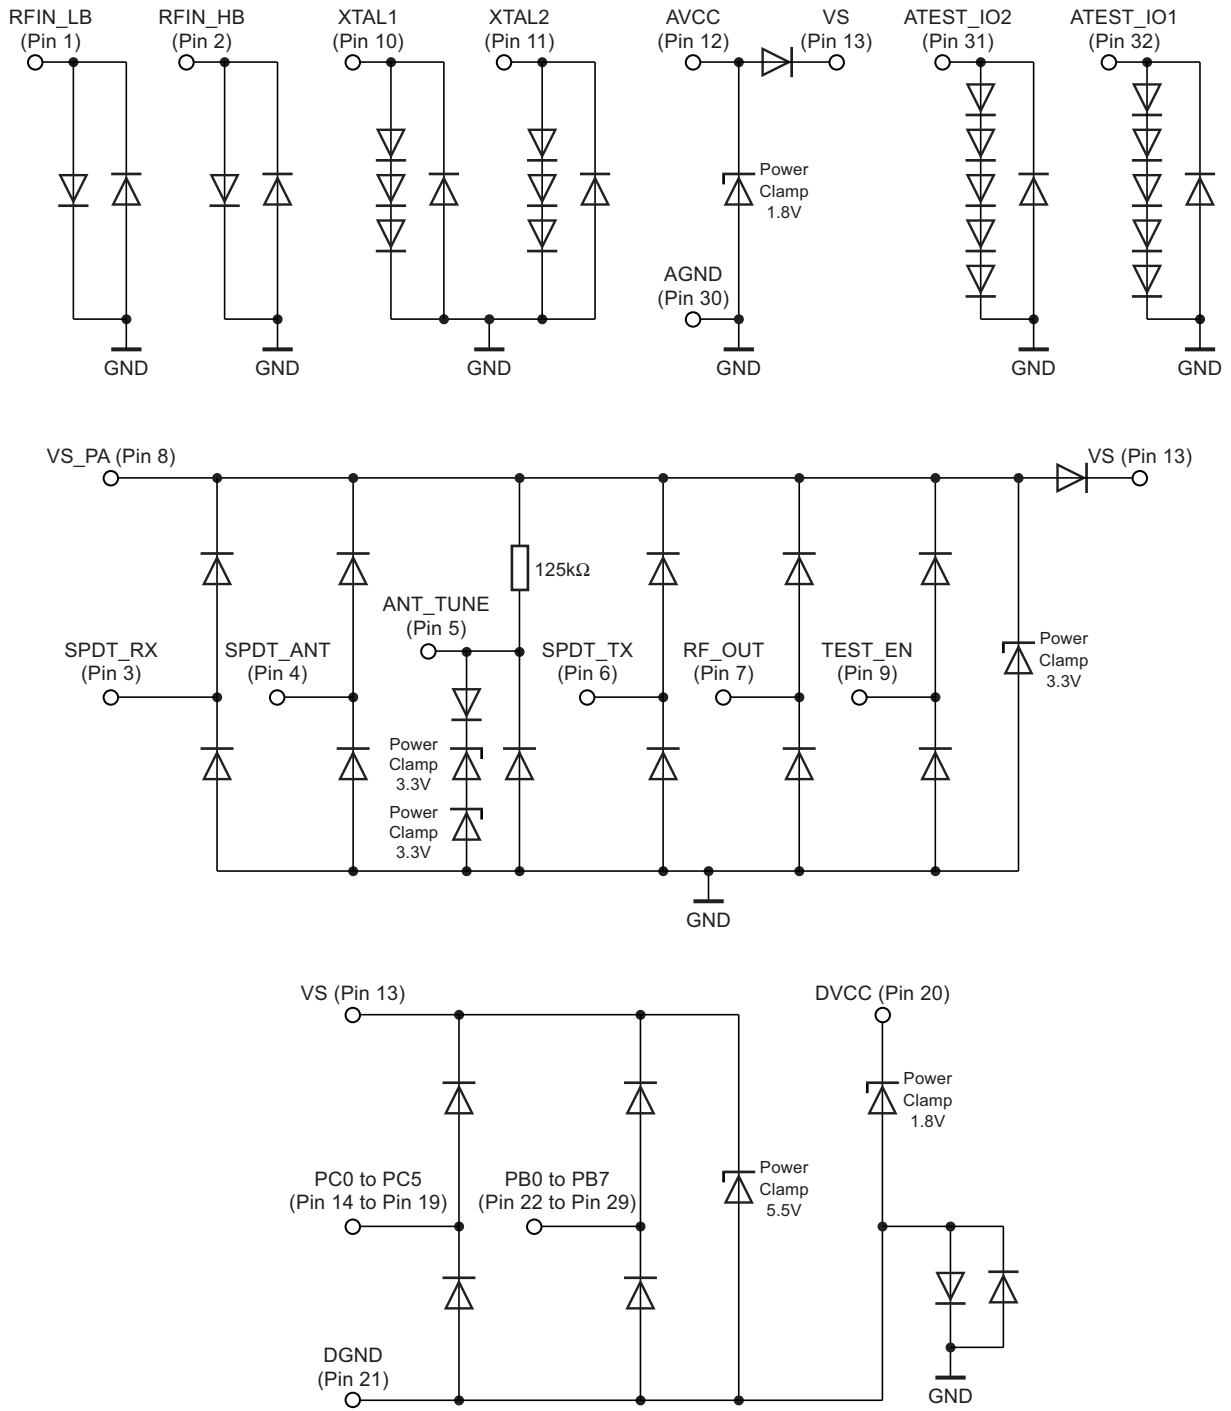 RFIN_LB
(Pin 1)
RFIN_HB
(Pin 2)
XTAL1
(Pin 10)
XTAL2
(Pin 11)
AVCC
(Pin 12)
VS
(Pin 13)
ATEST_IO2
(Pin 31)
ATEST_IO1
(Pin 32)
Power
Clamp
1.8V
AGND
(Pin 30)
GND
GND
GND
GND
GND
GND
VS_PA (Pin 8)
VS (Pin 13)
125kΩ
ANT_TUNE
(Pin 5)
SPDT_RX
(Pin 3)
SPDT_ANT
(Pin 4)
SPDT_TX
(Pin 6)
RF_OUT
(Pin 7)
TEST_EN
(Pin 9)
Power
Clamp
3.3V
Power
Clamp
3.3V
Power
Clamp
3.3V
GND
VS (Pin 13)
DVCC (Pin 20)
Power
Clamp
1.8V
PC0 to PC5
(Pin 14 to Pin 19)
PB0 to PB7
(Pin 22 to Pin 29)
Power
Clamp
5.5V
DGND
(Pin 21)
GND